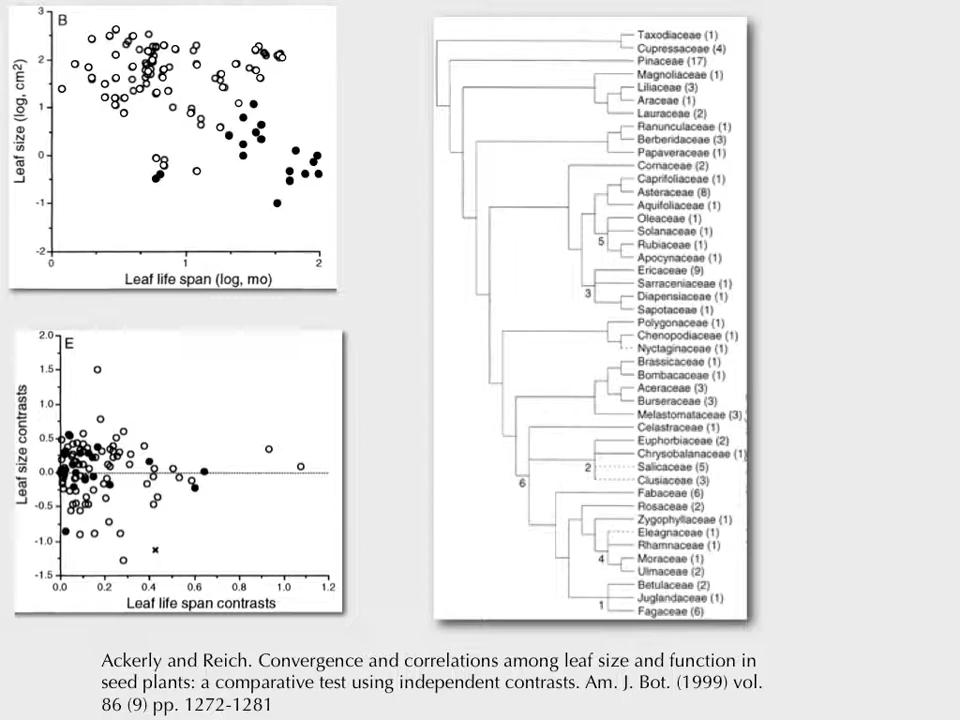 B
3
2
1
0
-1
-2
Leaf size (log, cm2)
0
1
2
Leaf life span (log, mo)
E
2.0
1.5
1.0
0.5
0.0
-0.5
-1.0
-1.5
Leaf size contrasts
0.0 0.2 0.4 0.6 0.8 1.0 1.2
Leaf life span contrasts
Taxodiaceae (1)
Cupressaceae (4)
Pinaceae (17)
Magnoliaceae (1)
Liliaceae (3)
Araceae (1)
Lauraceae (2)
Ranunculaceae (1)
Berberidaceae (3)
Papaveraceae (1)
Cornaceae (2)
Caprifoliaceae (1)
Asteraceae (8)
Aquifoliaceae (1)
Oleaceae (1)
Solanaceae (1)
5
Rubiaceae (1)
Apocynaceae (1)
Ericaceae (9)
Sarraceniaceae (1)
3
Diapensiaceae (1)
Sapotaceae (1)
Polygonaceae (1)
Chenopodiaceae (1)
Nyctaginaceae (1)
Brassicaceae (1)
Bombacaceae (1)
Aceraceae (3)
Burseraceae (3)
Melastomataceae (3)
Celastraceae (1)
Euphorbiaceae (2)
Chrysobalanaceae (1)
2
Salicaceae (5)
Clusiaceae (3)
6
Fabaceae (6)
Rosaceae (2)
Zygophyllaceae (1)
Eleagnaceae (1)
Rhamnaceae (1)
4
Moraceae (1)
Ulmaceae (2)
Betulaceae (2)
Juglandaceae (1)
1
Fagaceae (6)
Ackerly and Reich. Convergence and correlations among leaf size and function in
seed plants: a comparative test using independent contrasts. Am. J. Bot. (1999) vol.
86 (9) pp. 1272-1281